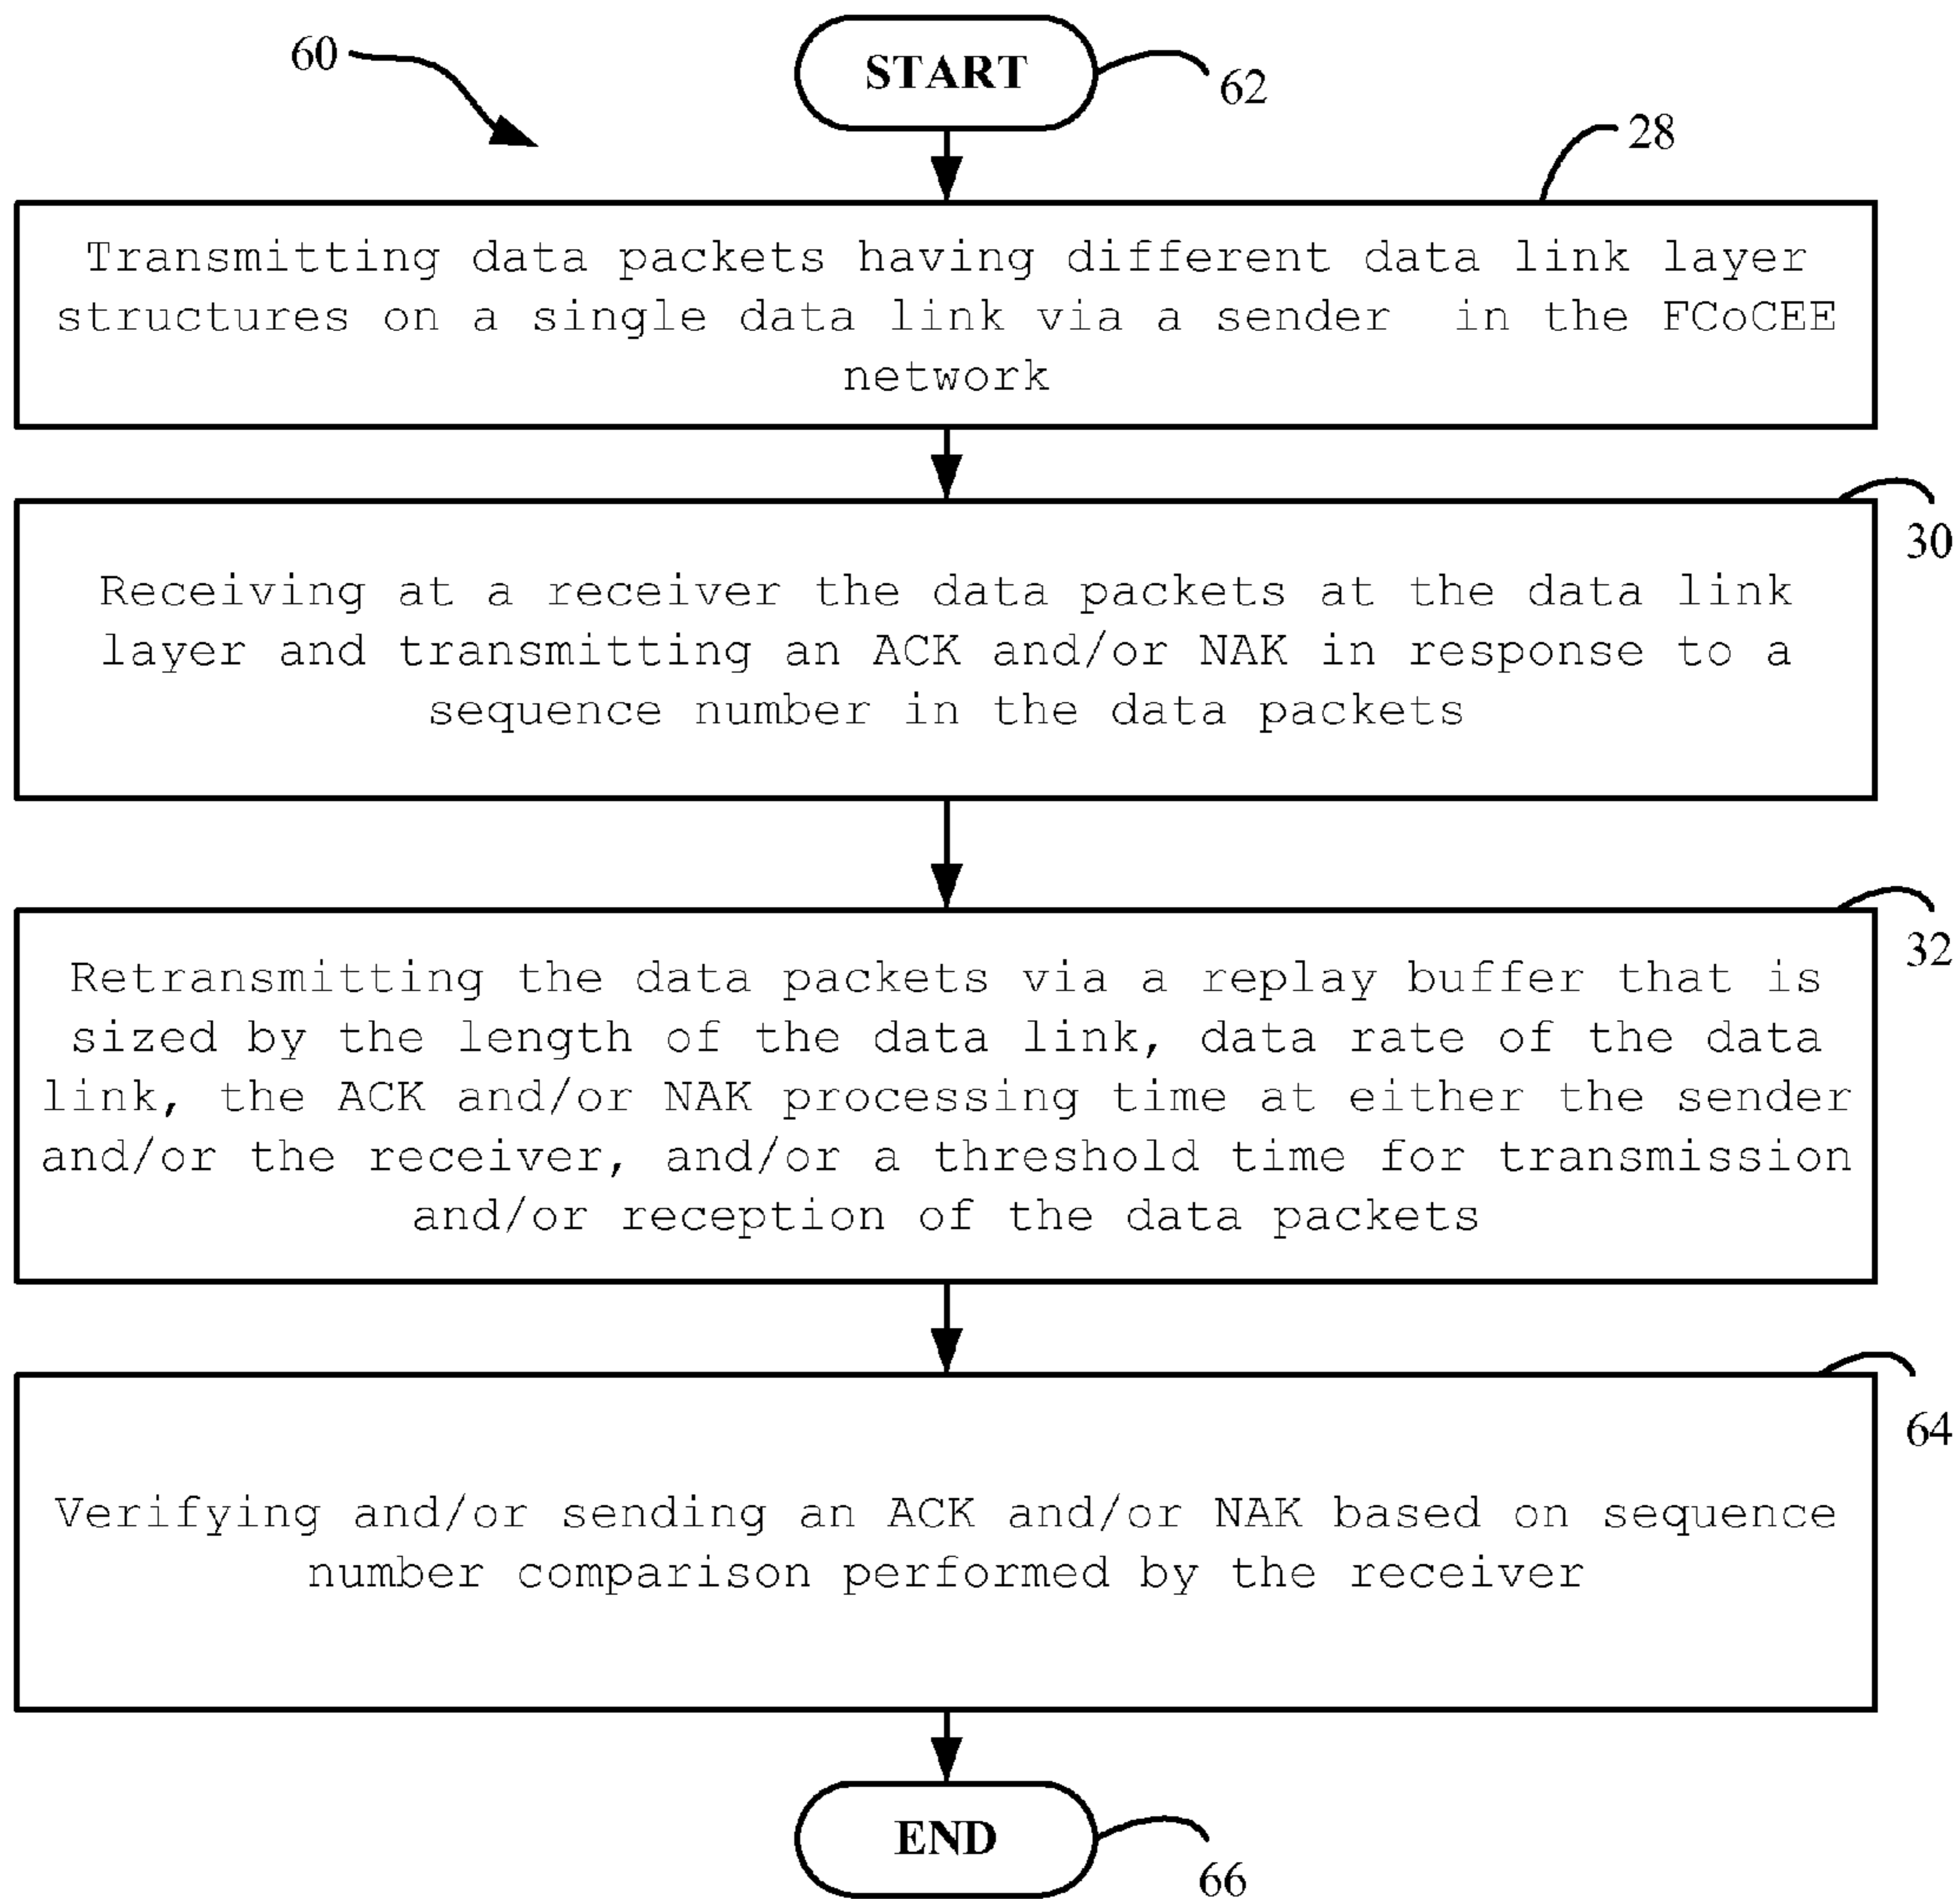 60
START
62
28
Transmitting data packets having different data link layer
structures on a single data link via a sender in the FCoCEE
network
30
Receiving at a receiver the data packets at the data link
layer and transmitting an ACK and/or NAK in response to a
sequence number in the data packets
32
Retransmitting the data packets via a replay buffer that is
sized by the length of the data link, data rate of the data
link, the ACK and/or NAK processing time at either the sender
and/or the receiver, and/or a threshold time for transmission
and/or reception of the data packets
64
Verifying and/or sending an ACK and/or NAK based on sequence
number comparison performed by the receiver
END
66